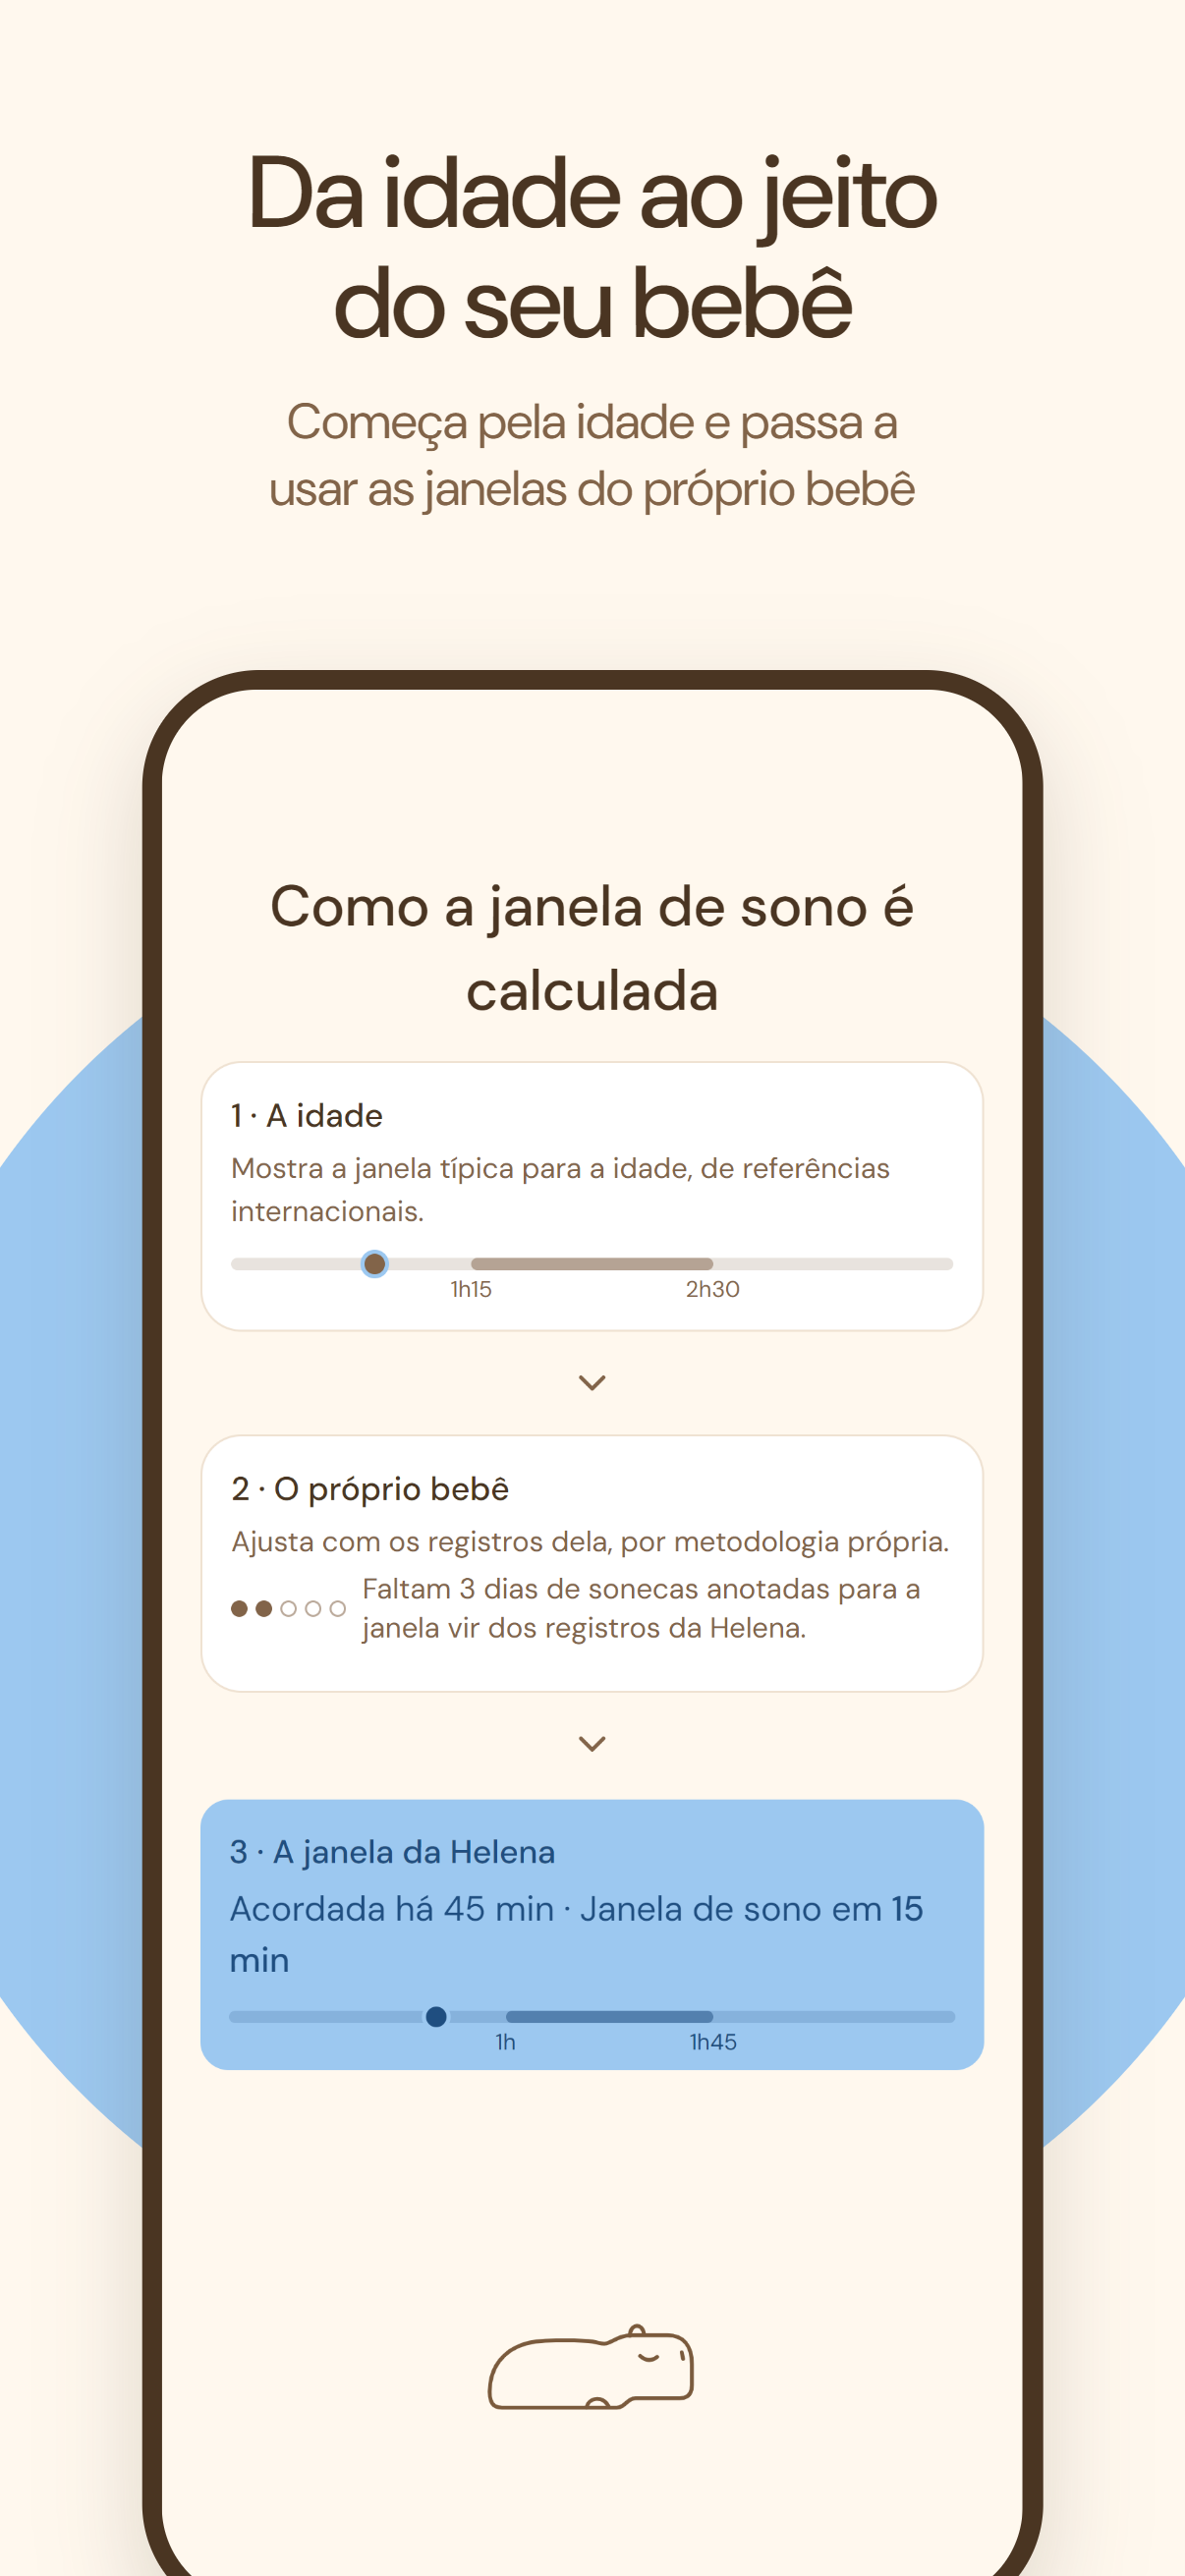 Da idade ao jeito
do seu bebê
Começa pela idade e passa a
usar as janelas do próprio bebê
Como a janela de sono é
calculada
1 · A idade
Mostra a janela típica para a idade, de referências
internacionais.
1h15 2h30
2 · O próprio bebê
Ajusta com os registros dela, por metodologia própria.
Faltam 3 dias de sonecas anotadas para a
janela vir dos registros da Helena.
3 · A janela da Helena
Acordada há 45 min · Janela de sono em 15
min
1h 1h45